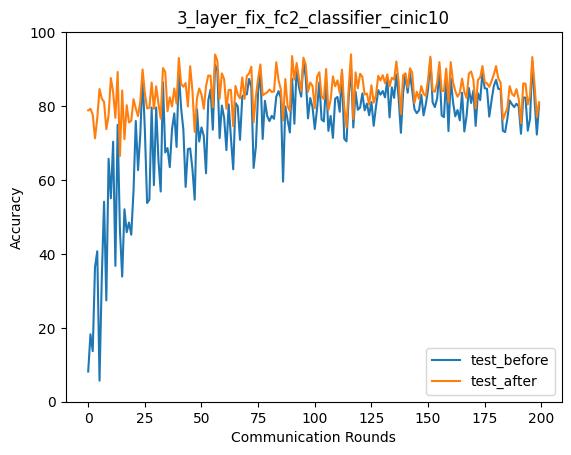 3_layer_fix_fc2_classifier_cinic10
100
80
60
40
20
0
Accuracy
0 25 50 75 100 125 150 175 200
Communication Rounds
test_before
test_after